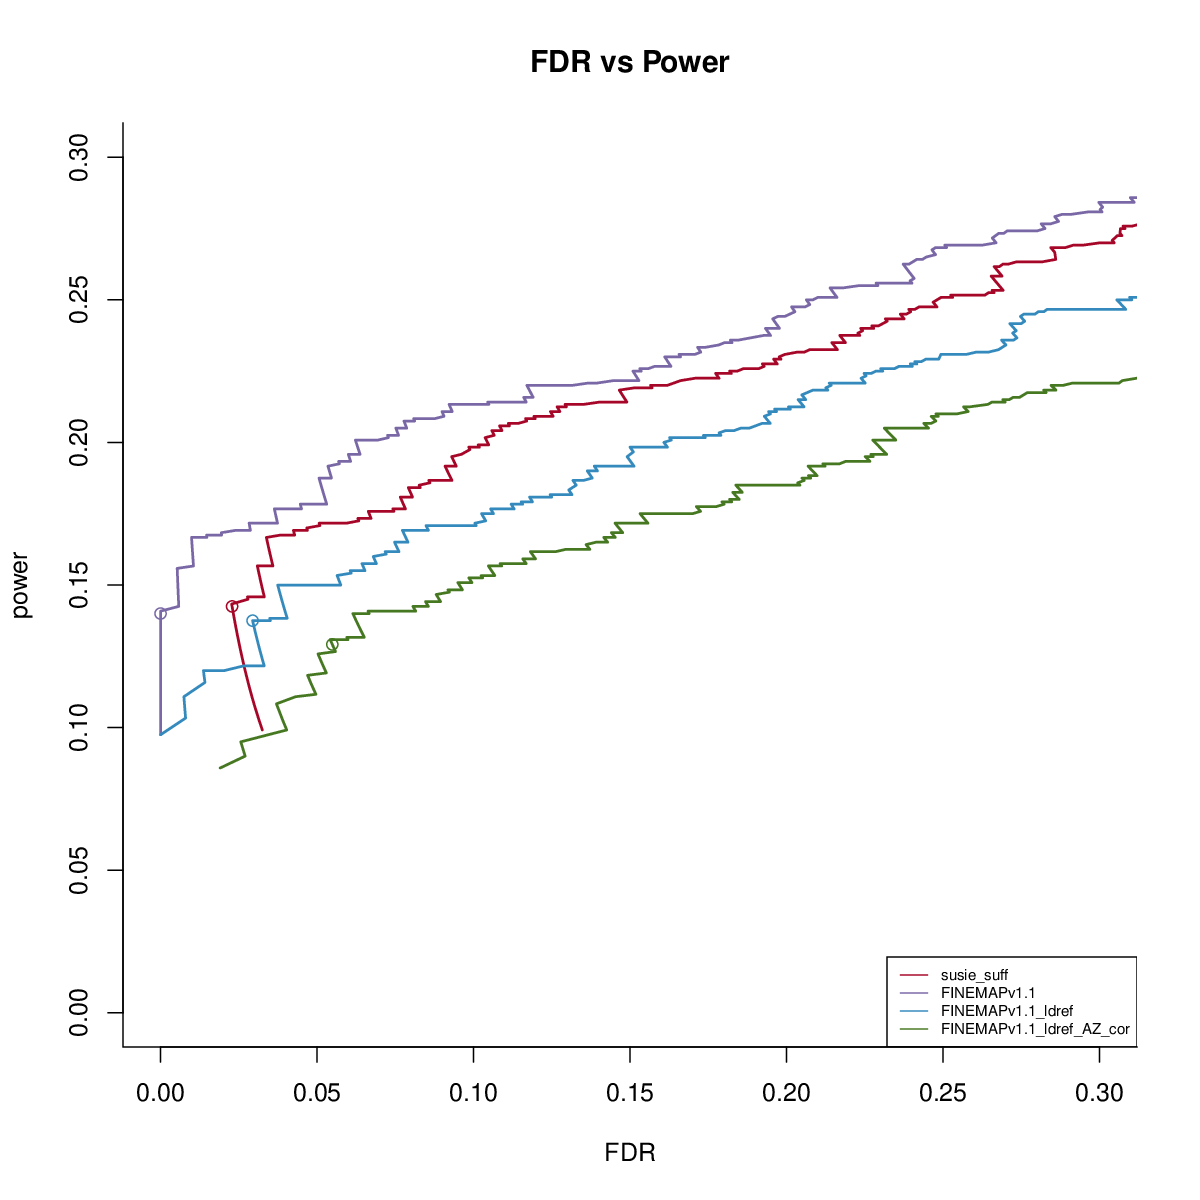 FDR vs Power
0.30
0.25
0.20
0.15
0.10
0.05
0.00
power
susie_suff
FINEMAPv1.1
FINEMAPv1.1_ldref
FINEMAPv1.1_ldref_AZ_cor
0.00 0.05 0.10 0.15 0.20 0.25 0.30
FDR